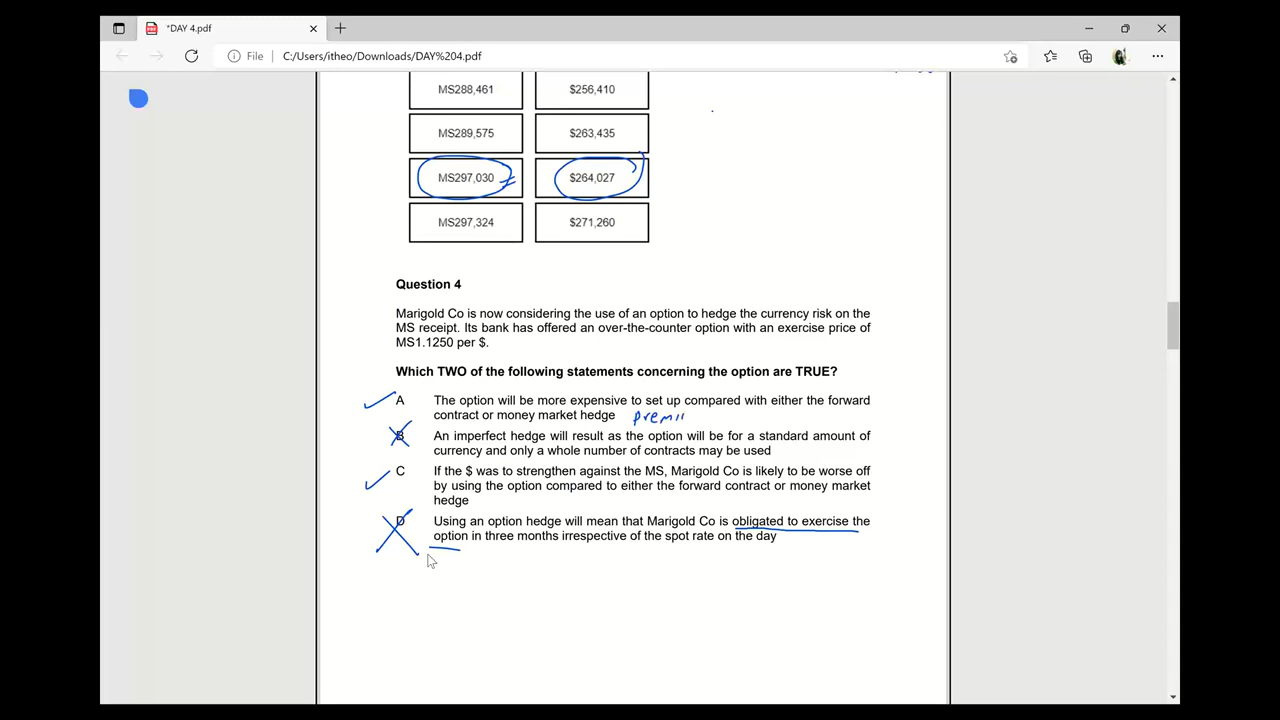 *DAY 4.pdf
File C:/Users/itheo/Downloads/DAY%204.pdf
MS288,461 $256,410
MS289,575 $263,435
MS297,030 $264,027
MS297,324 $271,260
Question 4
Marigold Co is now considering the use of an option to hedge the currency risk on the
MS receipt. Its bank has offered an over-the-counter option with an exercise price of
MS1.1250 per $.
Which TWO of the following statements concerning the option are TRUE?
A The option will be more expensive to set up compared with either the forward
contract or money market hedge
B An imperfect hedge will result as the option will be for a standard amount of
currency and only a whole number of contracts may be used
C If the $ was to strengthen against the MS, Marigold Co is likely to be worse off
by using the option compared to either the forward contract or money market
hedge
D Using an option hedge will mean that Marigold Co is obligated to exercise the
option in three months irrespective of the spot rate on the day